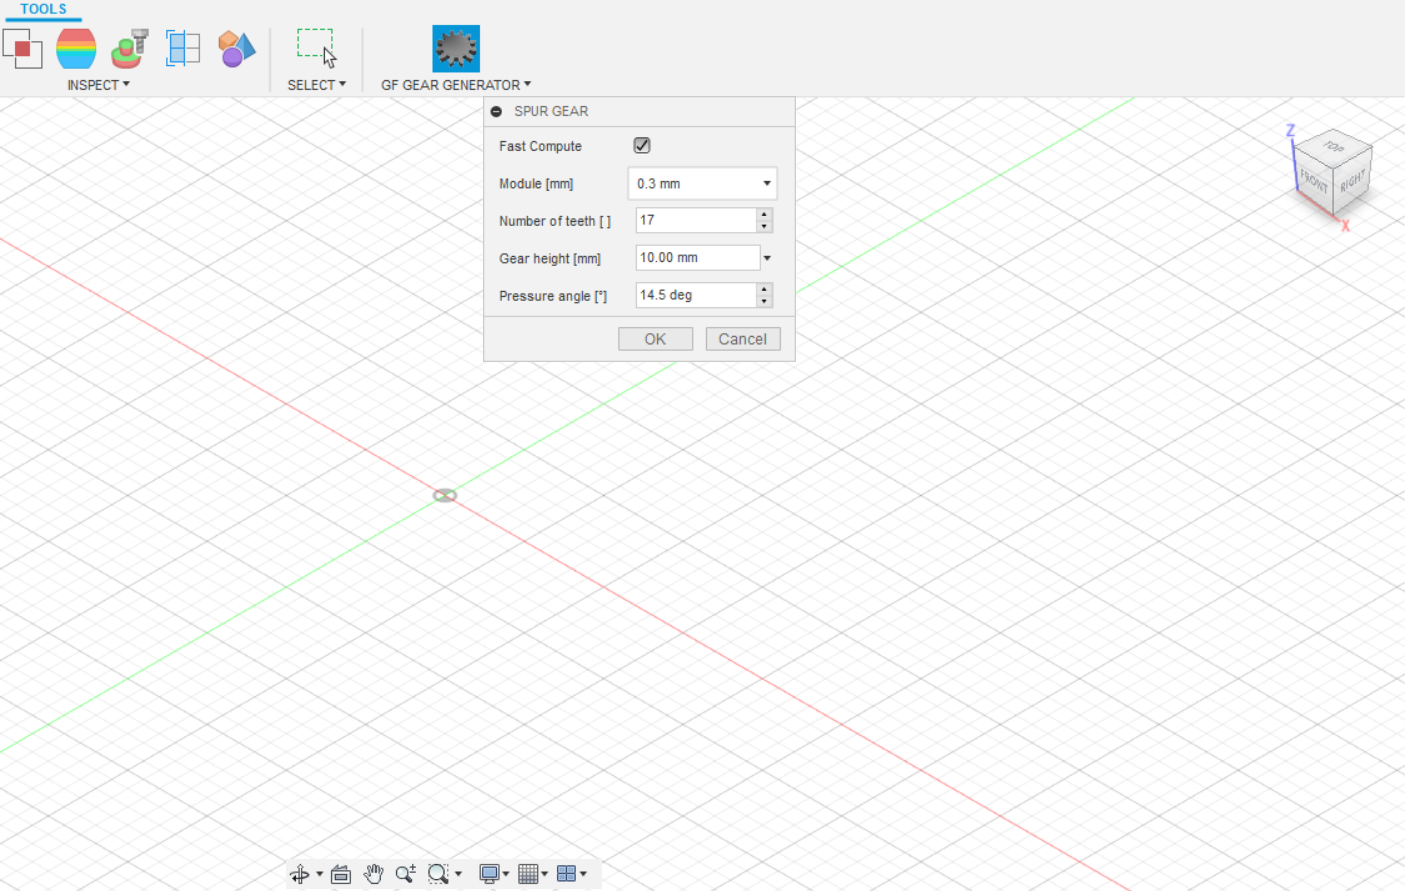 TOOLS
INSPECT
SELECT
GF GEAR GENERATOR
SPUR GEAR
Fast Compute
Module [mm] 0.3 mm
Number of teeth [ ] 17
Gear height [mm] 10.00 mm
Pressure angle [°] 14.5 deg
OK Cancel
Z
TOP
FRONT RIGHT
X